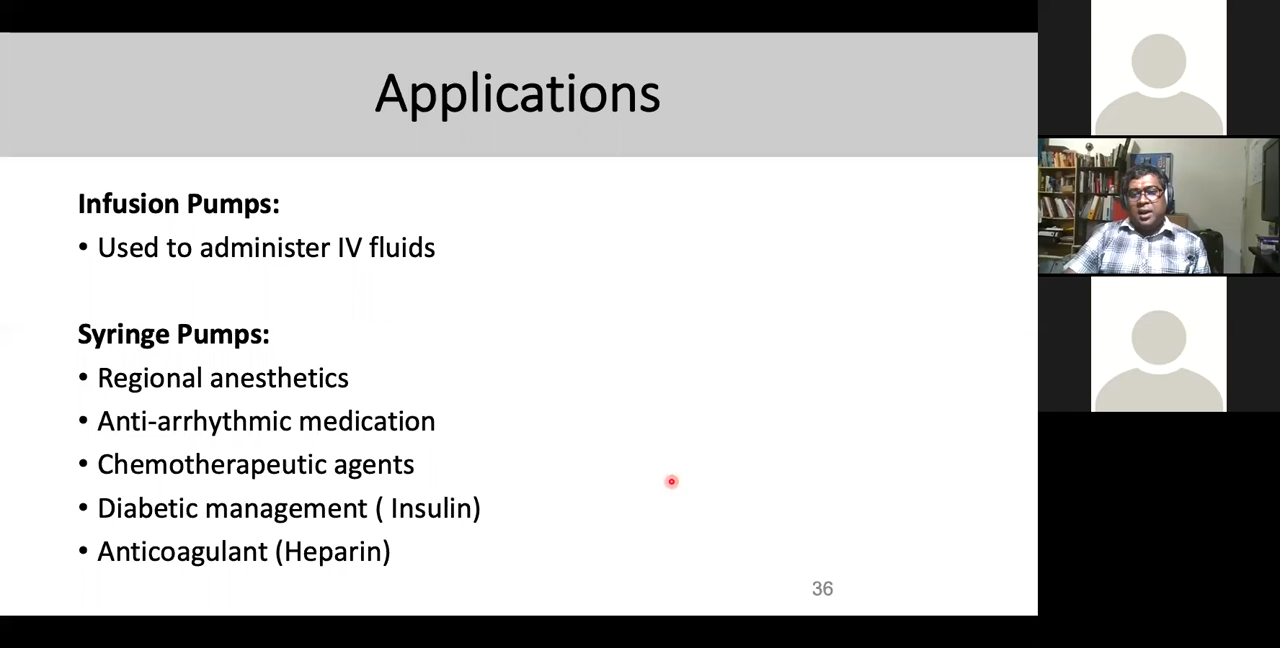 Applications
Infusion Pumps:
• Used to administer IV fluids
Syringe Pumps:
• Regional anesthetics
• Anti-arrhythmic medication
• Chemotherapeutic agents
• Diabetic management ( Insulin)
• Anticoagulant (Heparin)
36